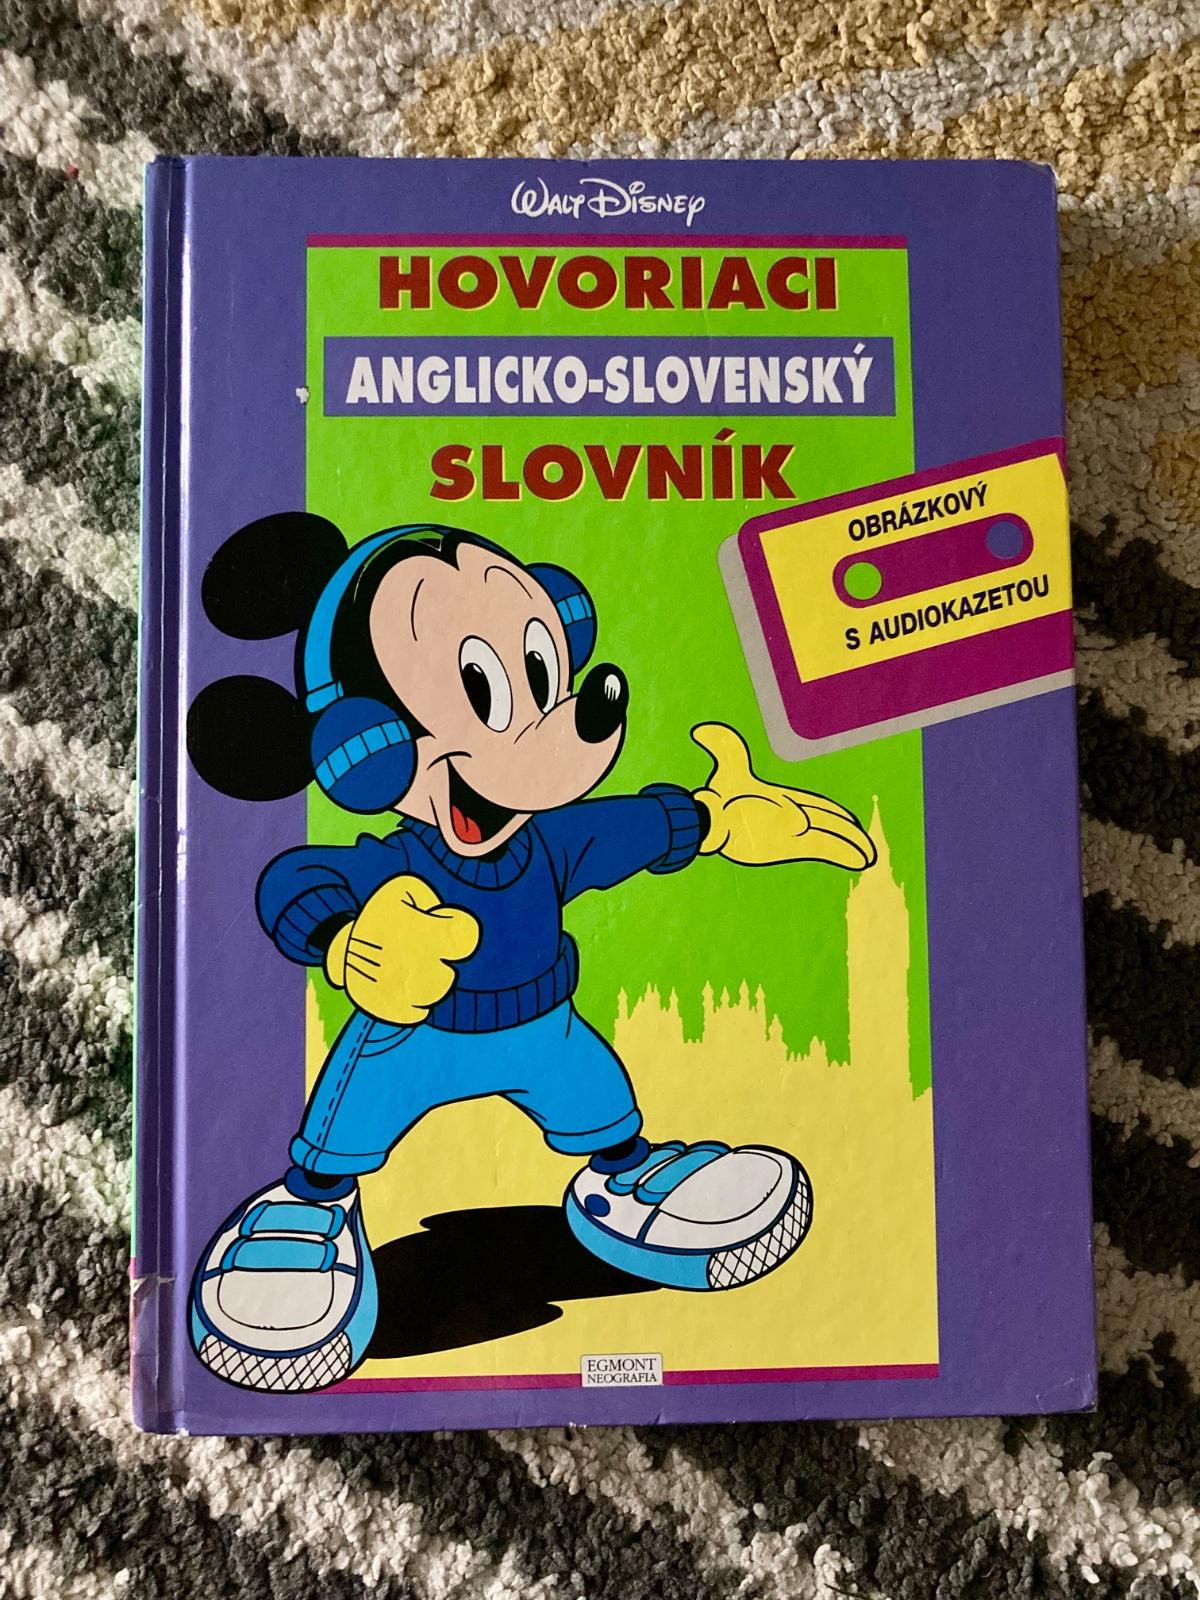 Walt Disney
HOVORIACI
ANGLICKO-SLOVENSKÝ
SLOVNÍK
OBRÁZKOVÝ
S AUDIOKAZETOU
EGMONT
NEOGRAFIA